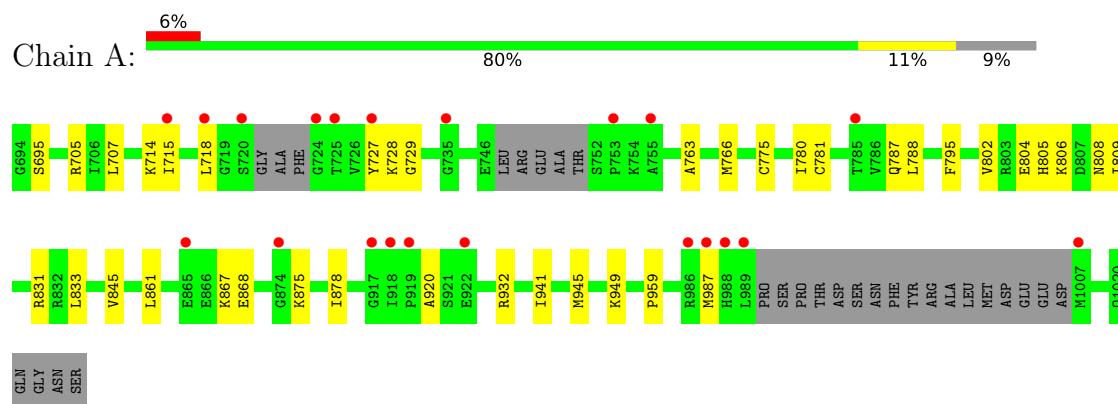 6%
Chain A:
80% 11% 9%
G694 S695 R705 I706 L707 K714 I715 L718 G719 S720 GLY ALA PHE G724 T725 V726 Y727 K728 G729 G735 E746 LEU ARG GLU ALA THR S752 P753 K754 A755 A763 M766 C775 I780 C781 T785 V786 Q787 L788 F795 V802 R803 E804 H805 K806 D807 N808
R831 R832 L833 V845 L861 E865 E866 K867 E868 G874 K875 I878 G917 I918 P919 A920 S921 E922 R932 I941 M945 K949 P959 R986 M987 H988 L989 PRO SER PRO THR ASP SER ASN PHE TYR ARG ALA LEU MET ASP GLU GLU ASP M1007
GLN GLY ASN SER